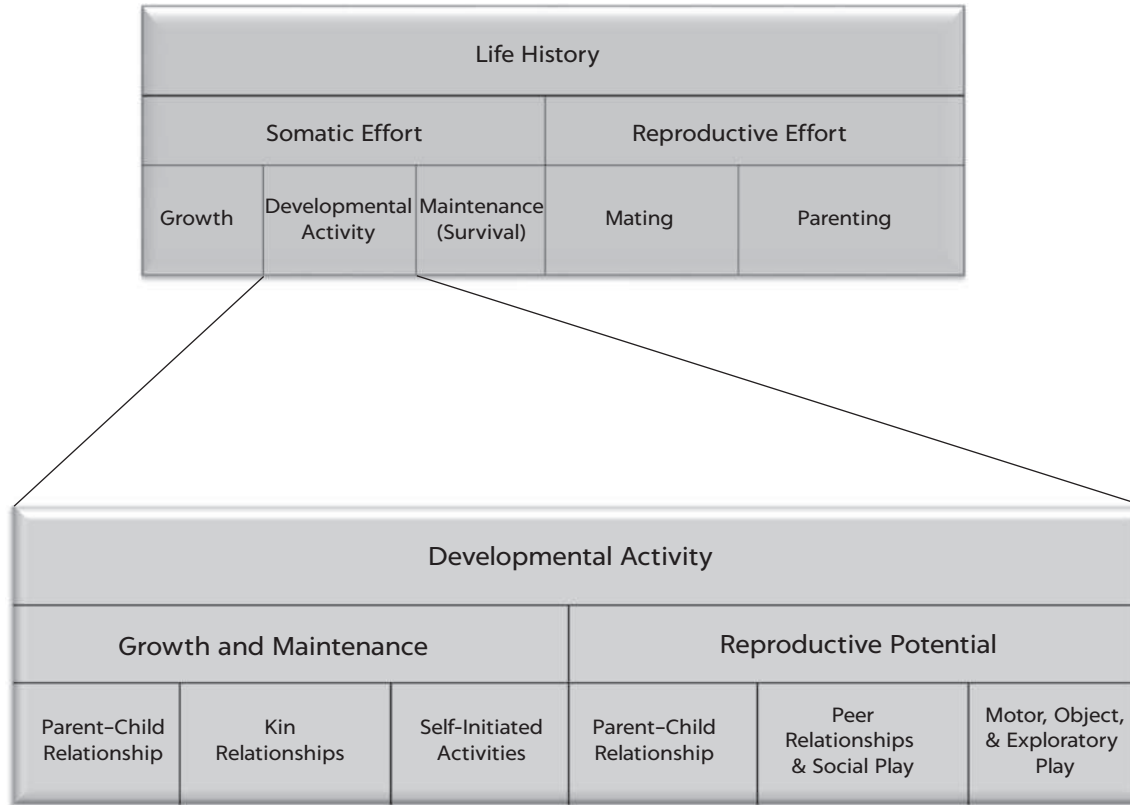 Life History
Somatic Effort
Reproductive Effort
Growth
Developmental
Activity
Maintenance
(Survival)
Mating
Parenting
Developmental Activity
Growth and Maintenance
Reproductive Potential
Parent–Child
Relationship
Kin
Relationships
Self-Initiated
Activities
Parent–Child
Relationship
Peer
Relationships
& Social Play
Motor, Object,
& Exploratory
Play